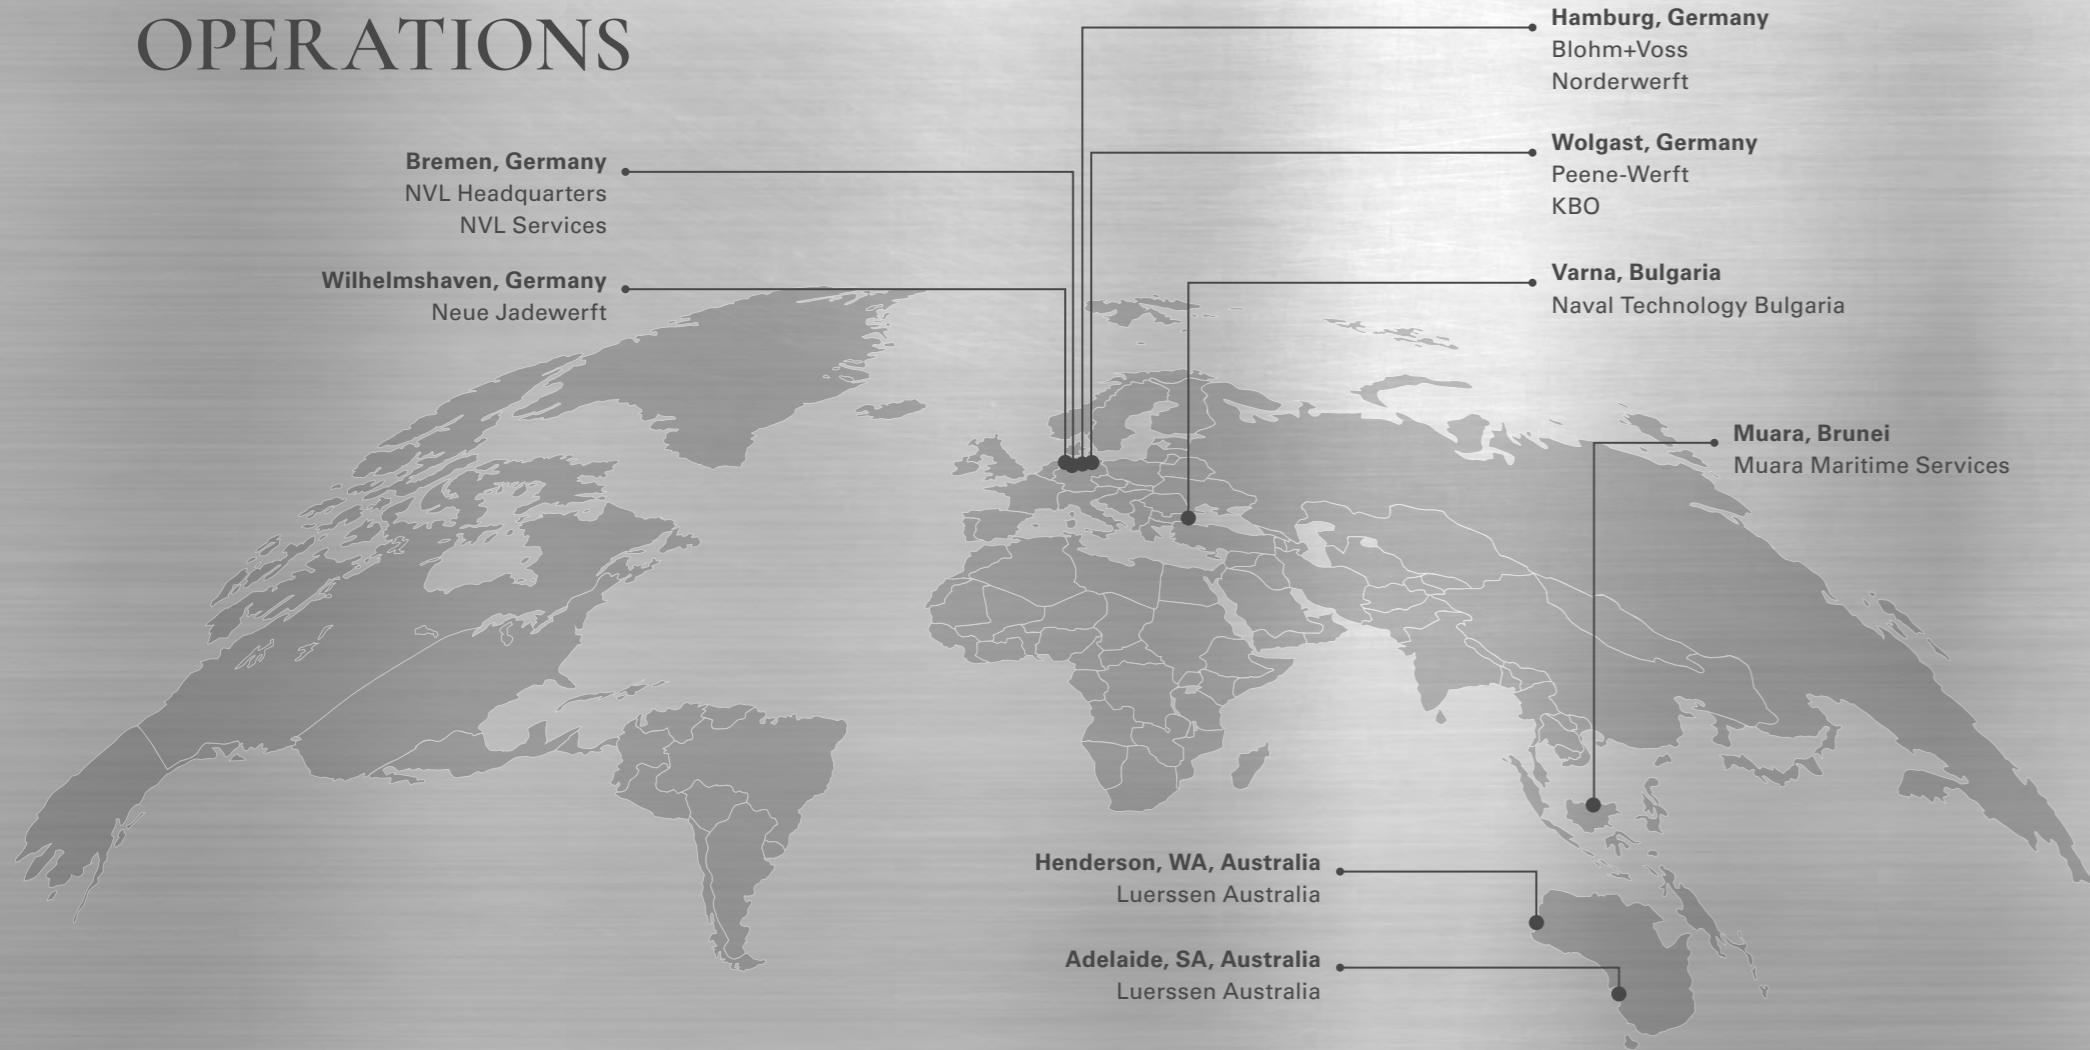 OPERATIONS
Bremen, Germany
NVL Headquarters
NVL Services
Wilhelmshaven, Germany
Neue Jadewerft
Hamburg, Germany
Blohm+Voss
Norderwerft
Wolgast, Germany
Peene-Werft
KBO
Varna, Bulgaria
Naval Technology Bulgaria
Muara, Brunei
Muara Maritime Services
Henderson, WA, Australia
Luerssen Australia
Adelaide, SA, Australia
Luerssen Australia